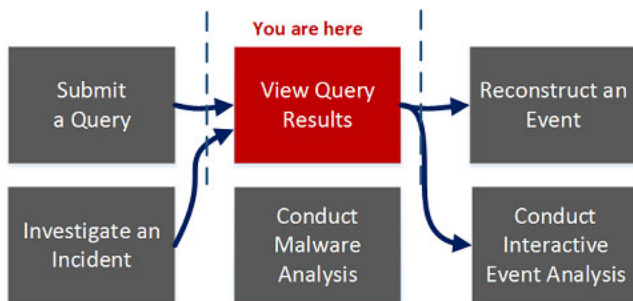 You are here
Submit
a Query
View Query
Results
Reconstruct an
Event
Investigate an
Incident
Conduct
Malware
Analysis
Conduct
Interactive
Event Analysis